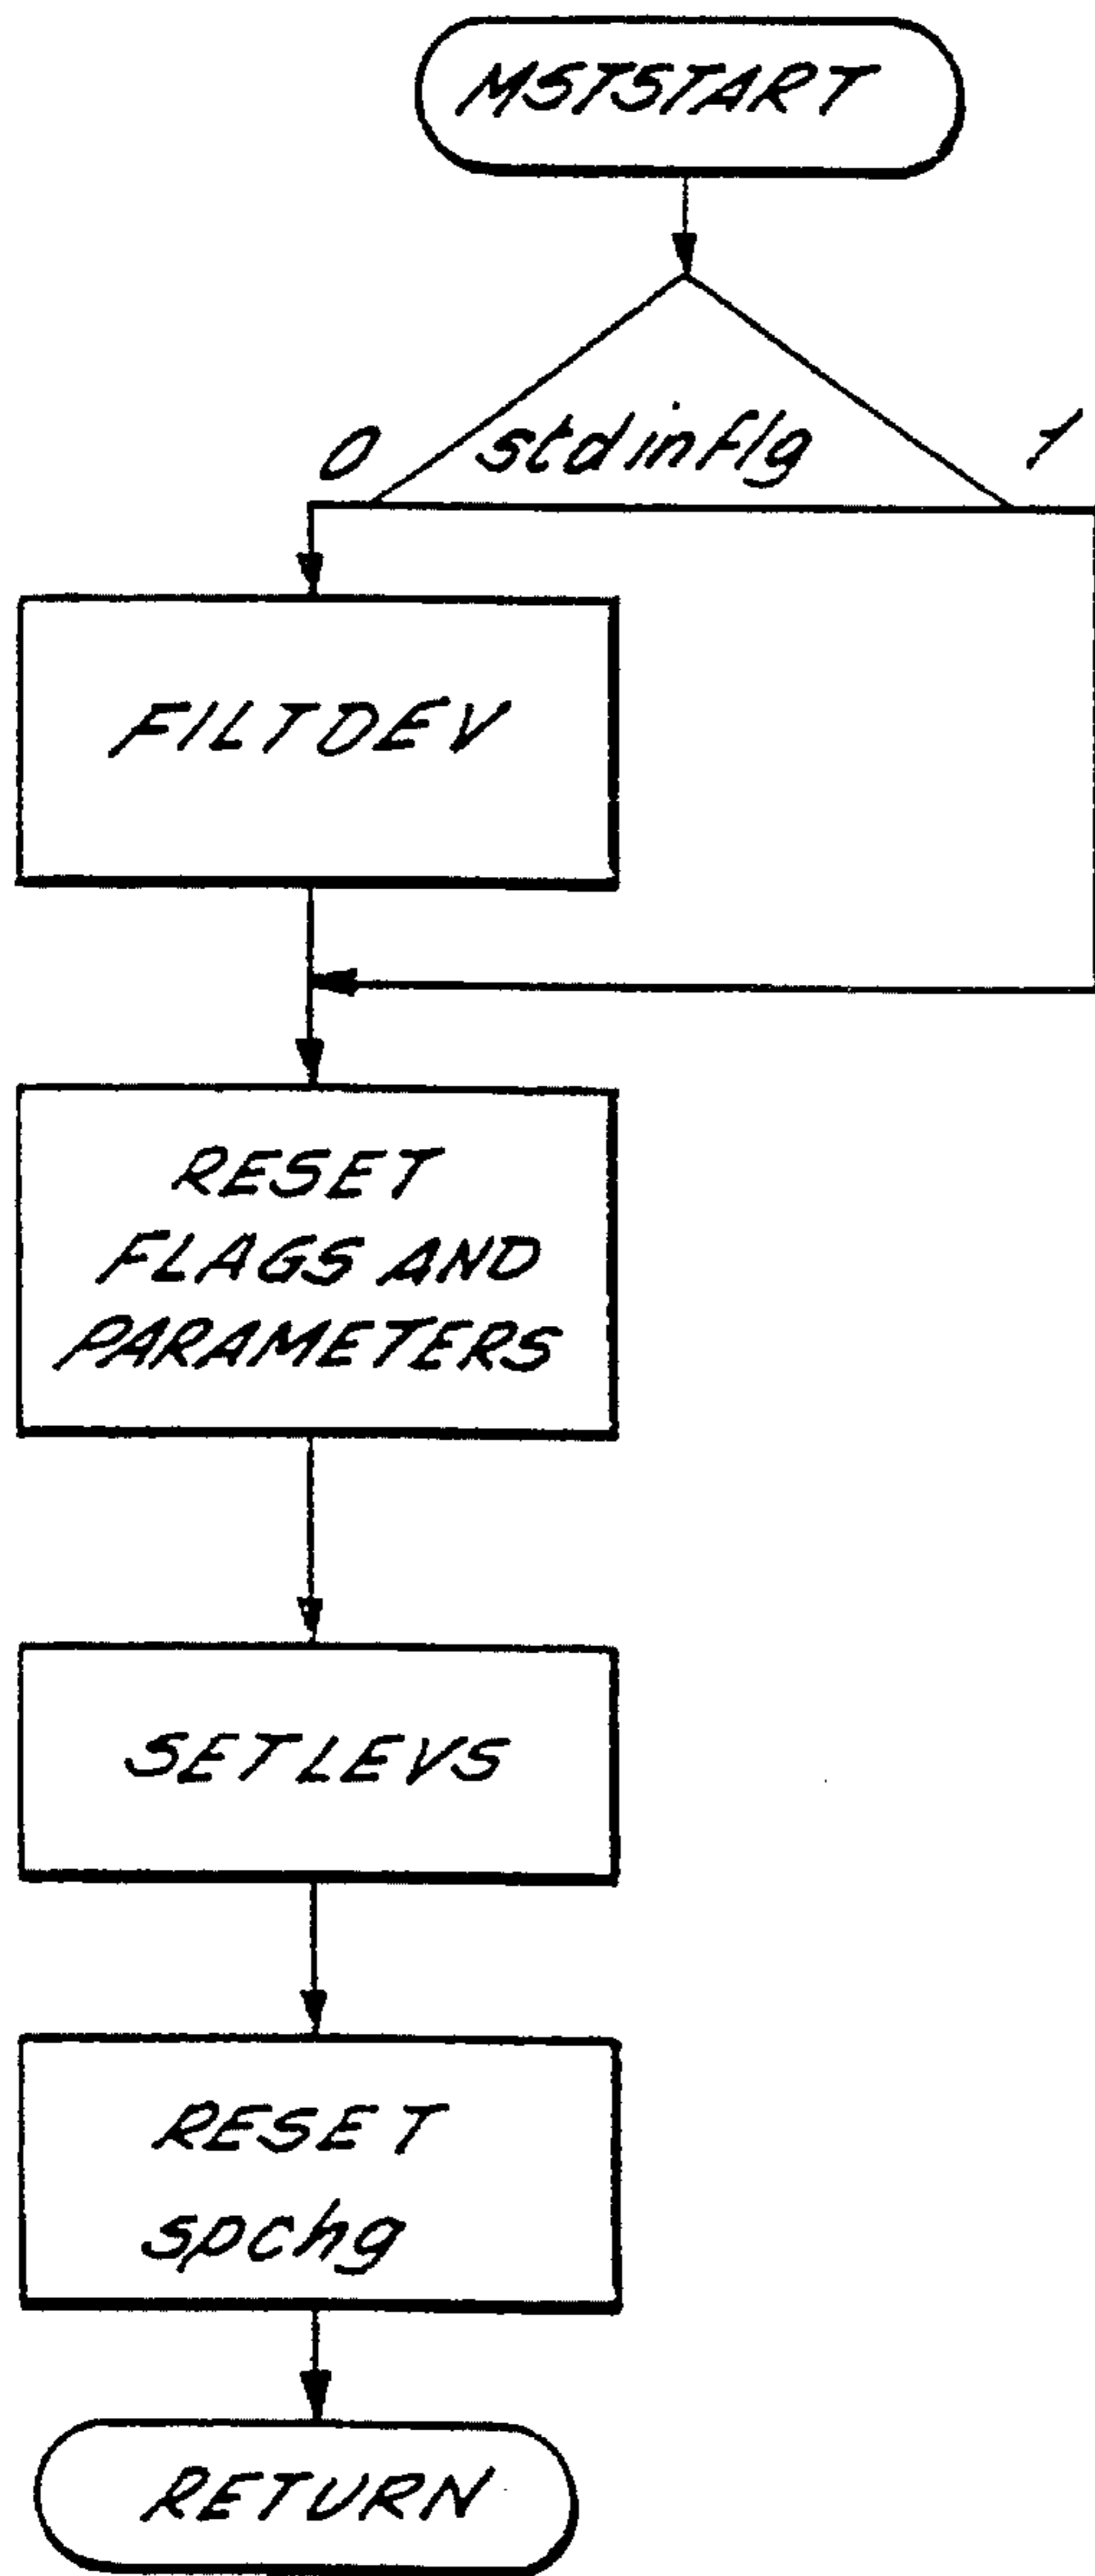 MSTSTART
0 stdinflg 1
FILTDEV
RESET
FLAGS AND
PARAMETERS
SETLEVS
RESET
spchg
RETURN